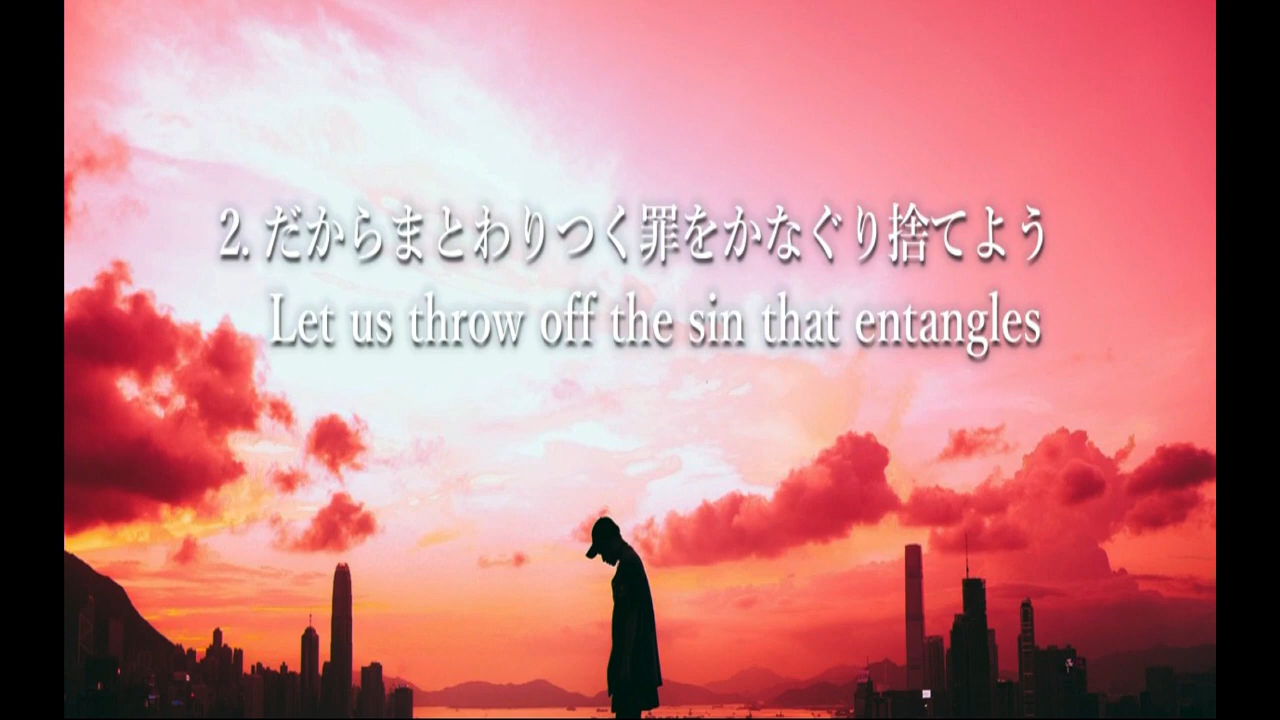 2. だからまとわりつく罪をかなぐり捨てよう
Let us throw off the sin that entangles